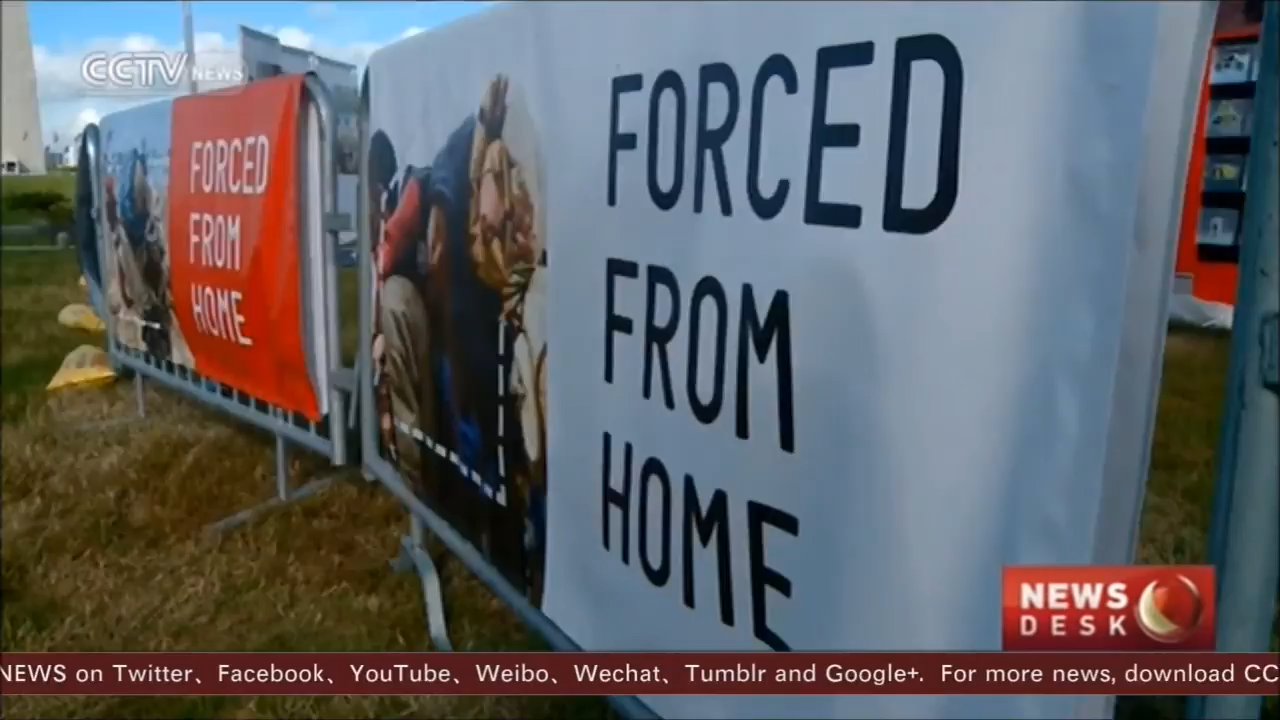 CCTV NEWS
FORCED
FROM
HOME
FORCED
FROM
HOME
NEWS
DESK
NEWS on Twitter、Facebook、YouTube、Weibo、Wechat、Tumblr and Google+. For more news, download CC